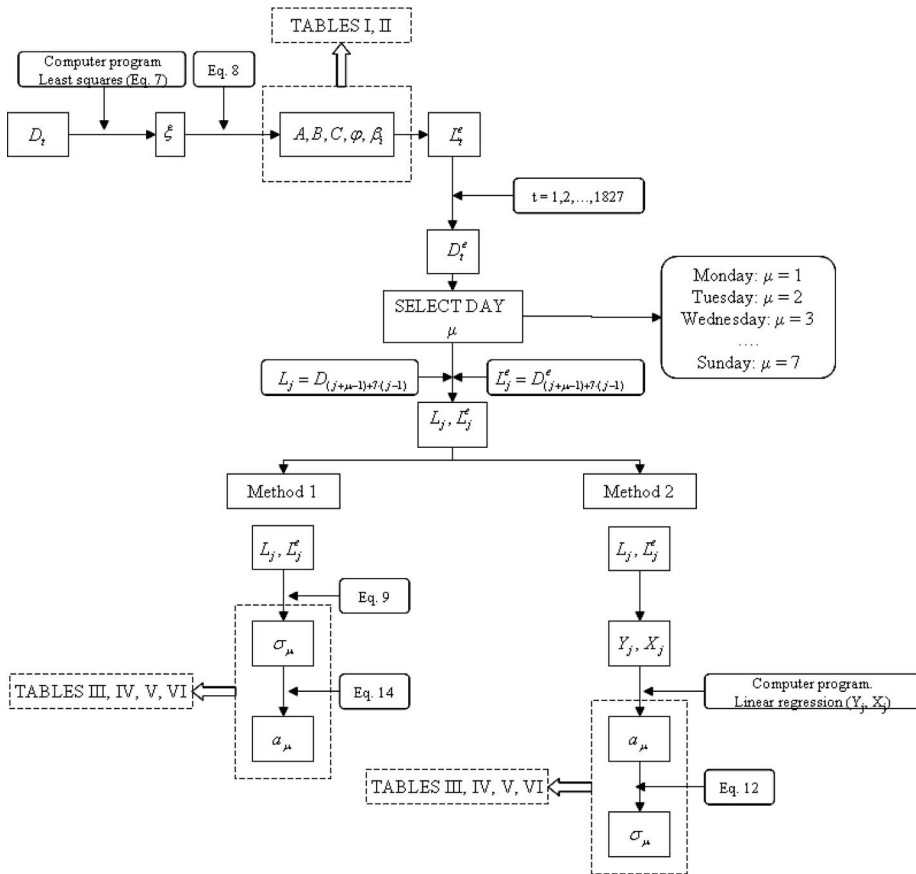 TABLES I, II
Computer program
Least squares (Eq. 7)
Eq. 8
D_t
ξ
A, B, C, φ, β_i
L_t^e
t = 1,2,...,1827
D_t^e
SELECT DAY
μ
Monday: μ = 1
Tuesday: μ = 2
Wednesday: μ = 3
....
Sunday: μ = 7
L_j = D_{(j+μ−1)+7·(j−1)}
L_j^e = D^e_{(j+μ−1)+7·(j−1)}
L_j, L_j^e
Method 1
Method 2
L_j, L_j^e
L_j, L_j^e
Eq. 9
σ_μ
Y_j, X_j
TABLES III, IV, V, VI
Eq. 14
Computer program.
Linear regression (Y_j, X_j)
a_μ
a_μ
TABLES III, IV, V, VI
Eq. 12
σ_μ